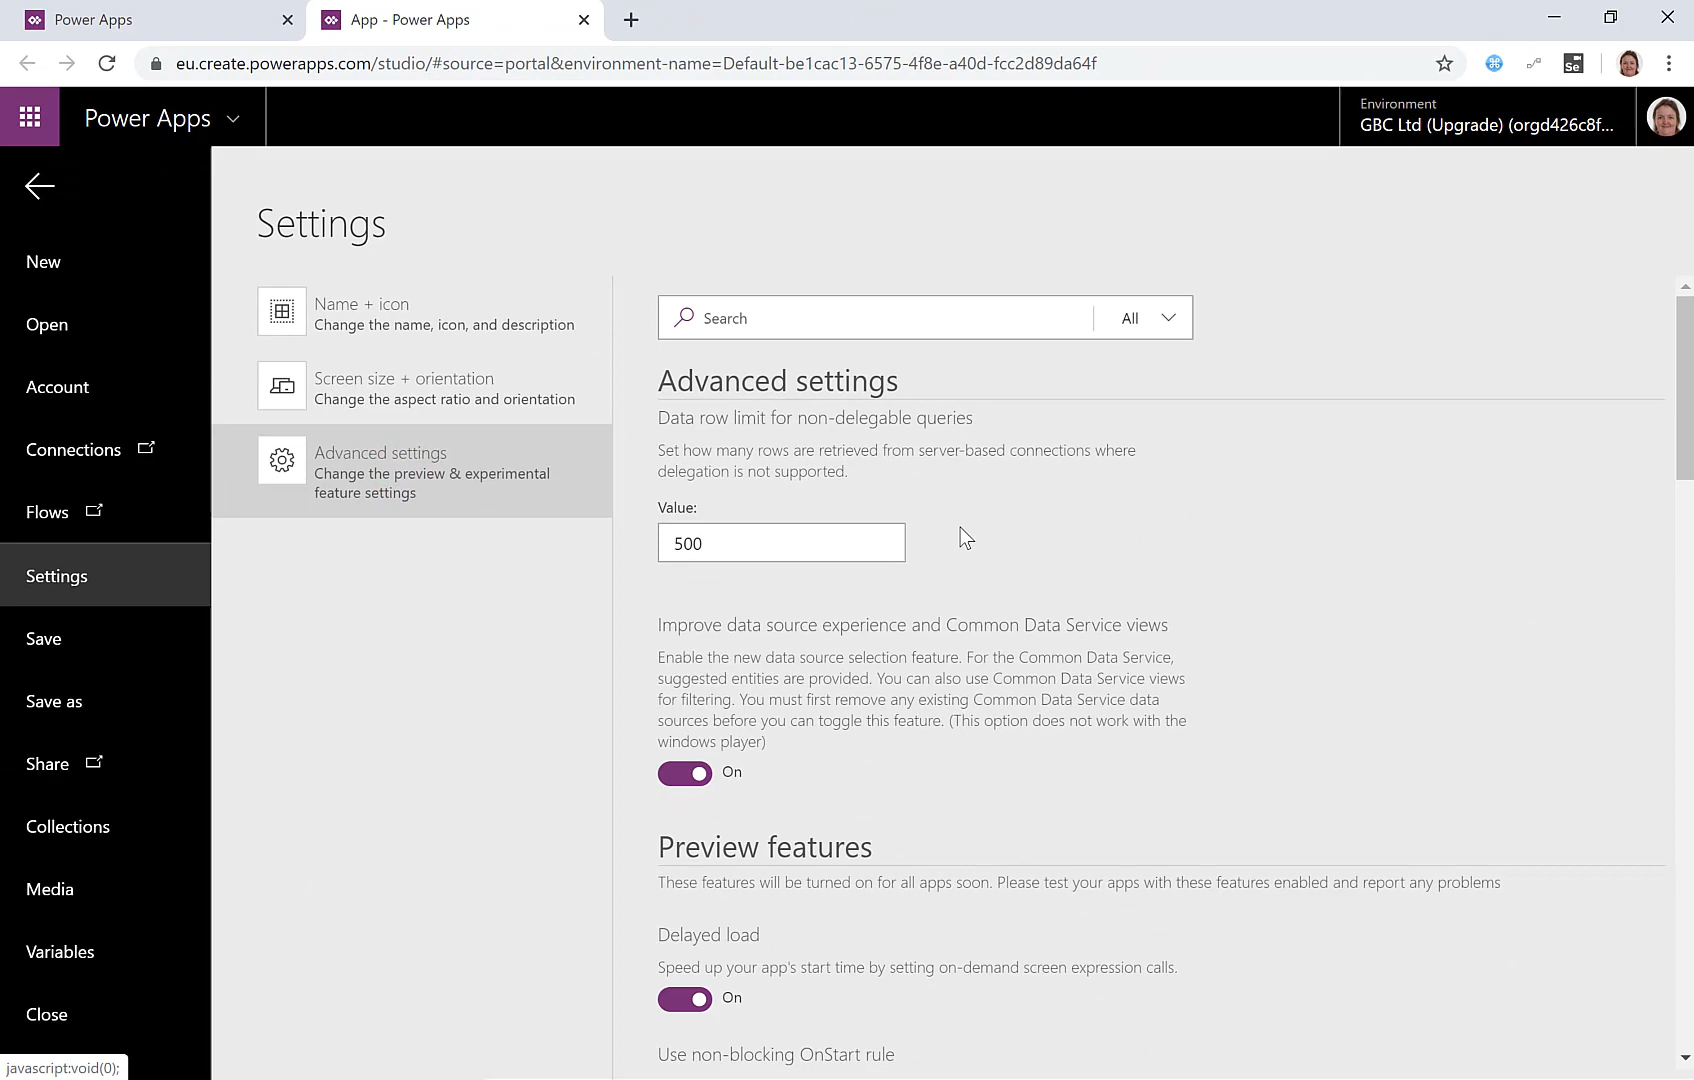 Power Apps
App - Power Apps
eu.create.powerapps.com/studio/#source=portal&environment-name=Default-be1cac13-6575-4f8e-a40d-fcc2d89da64f
Se
Power Apps
Environment
GBC Ltd (Upgrade) (orgd426c8f...
New
Open
Account
Connections
Flows
Settings
Save
Save as
Share
Collections
Media
Variables
Close
javascript:void(0);
Settings
Name + icon
Change the name, icon, and description
Screen size + orientation
Change the aspect ratio and orientation
Advanced settings
Change the preview & experimental
feature settings
Search
All
Advanced settings
Data row limit for non-delegable queries
Set how many rows are retrieved from server-based connections where
delegation is not supported.
Value:
500
Improve data source experience and Common Data Service views
Enable the new data source selection feature. For the Common Data Service,
suggested entities are provided. You can also use Common Data Service views
for filtering. You must first remove any existing Common Data Service data
sources before you can toggle this feature. (This option does not work with the
windows player)
On
Preview features
These features will be turned on for all apps soon. Please test your apps with these features enabled and report any problems
Delayed load
Speed up your app's start time by setting on-demand screen expression calls.
On
Use non-blocking OnStart rule